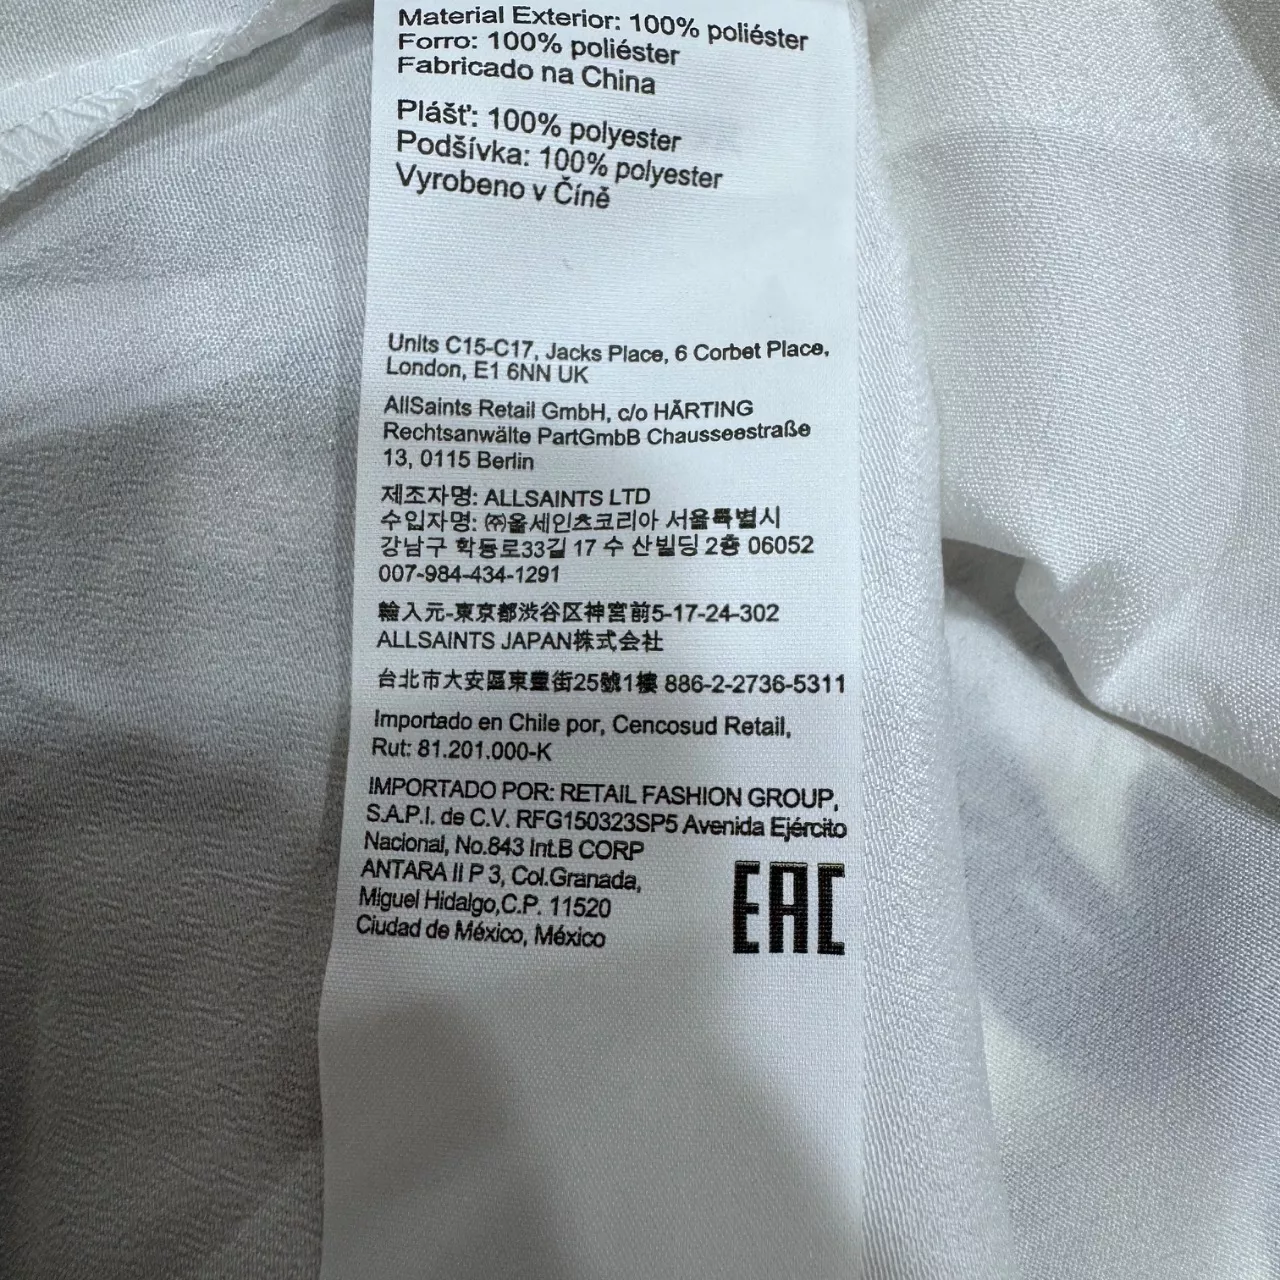 Material Exterior: 100% poliéster
Forro: 100% poliéster
Fabricado na China
Plášť: 100% polyester
Podšívka: 100% polyester
Vyrobeno v Číně
Units C15-C17, Jacks Place, 6 Corbet Place,
London, E1 6NN UK
AllSaints Retail GmbH, c/o HÄRTING
Rechtsanwälte PartGmbB Chausseestraße
13, 0115 Berlin
제조자명: ALLSAINTS LTD
수입자명: ㈜올세인츠코리아 서울특별시
강남구 학동로33길 17 수 산빌딩 2층 06052
007-984-434-1291
輸入元-東京都渋谷区神宮前5-17-24-302
ALLSAINTS JAPAN株式会社
台北市大安區東豐街25號1樓 886-2-2736-5311
Importado en Chile por, Cencosud Retail,
Rut: 81.201.000-K
IMPORTADO POR: RETAIL FASHION GROUP,
S.A.P.I. de C.V. RFG150323SP5 Avenida Ejército
Nacional, No.843 Int.B CORP
ANTARA II P 3, Col.Granada,
Miguel Hidalgo,C.P. 11520
Ciudad de México, México
EAC